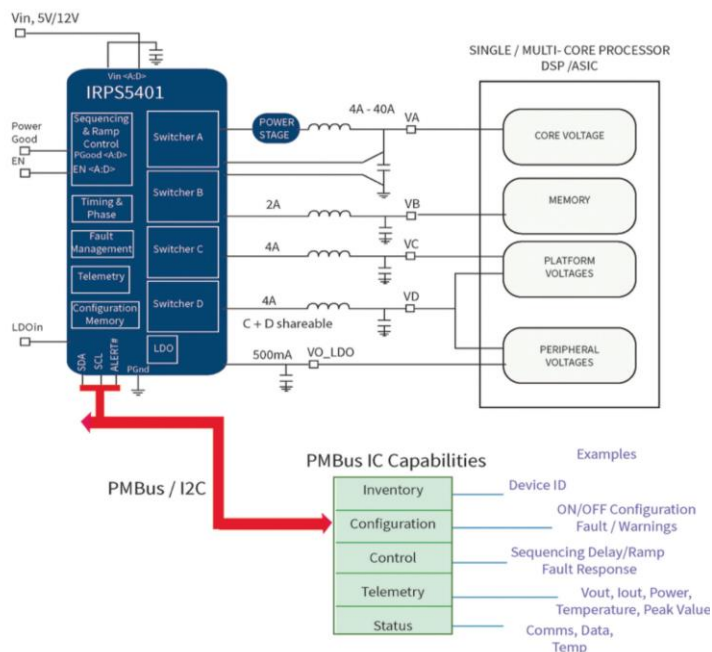 Vin, 5V/12V
Vin <A:D>
IRPS5401
Sequencing
& Ramp
Control
PGood <A:D>
EN <A:D>
Power
Good
EN
Timing &
Phase
Fault
Management
Telemetry
Configuration
Memory
LDOin
Switcher A
Switcher B
Switcher C
Switcher D
LDO
SDA
SCL
ALERT#
PGnd
POWER
STAGE
4A - 40A
VA
2A
VB
4A
VC
4A
VD
C + D shareable
500mA
VO_LDO
SINGLE / MULTI- CORE PROCESSOR
DSP /ASIC
CORE VOLTAGE
MEMORY
PLATFORM
VOLTAGES
PERIPHERAL
VOLTAGES
PMBus / I2C
PMBus IC Capabilities
Examples
Inventory
Device ID
Configuration
ON/OFF Configuration
Fault / Warnings
Control
Sequencing Delay/Ramp
Fault Response
Telemetry
Vout, Iout, Power,
Temperature, Peak Value
Status
Comms, Data,
Temp